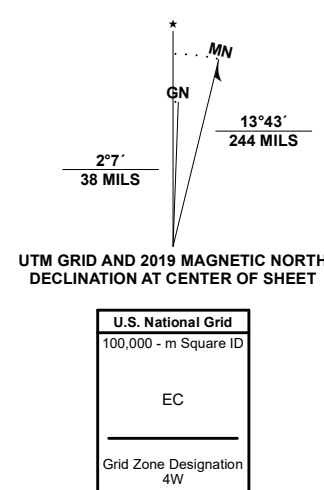 ★
MN
GN
13°43´
244 MILS
2°7´
38 MILS
UTM GRID AND 2019 MAGNETIC NORTH
DECLINATION AT CENTER OF SHEET
U.S. National Grid
100,000 - m Square ID
EC
Grid Zone Designation
4W